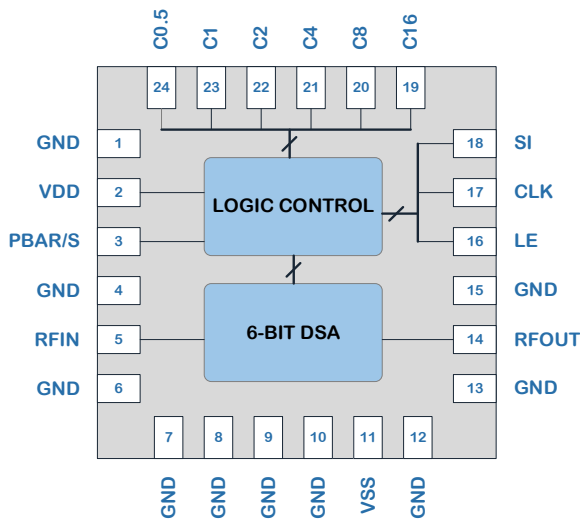 C0.5 C1 C2 C4 C8 C16
24 23 22 21 20 19
GND 1 18 SI
VDD 2 LOGIC CONTROL 17 CLK
PBAR/S 3 16 LE
GND 4 15 GND
RFIN 5 6-BIT DSA 14 RFOUT
GND 6 13 GND
7 8 9 10 11 12
GND GND GND GND VSS GND